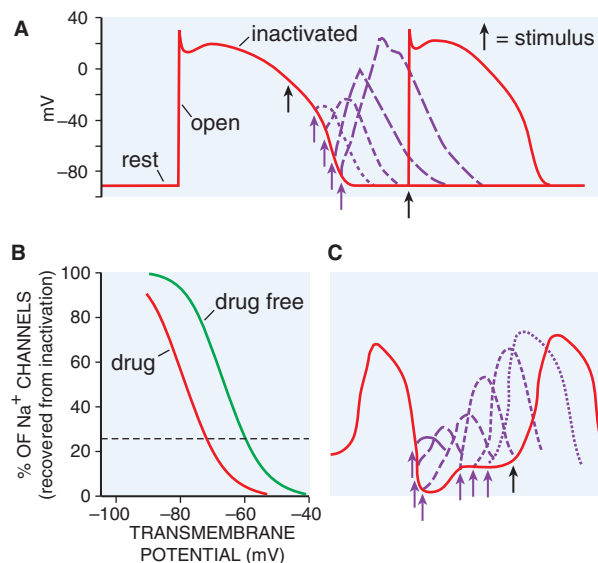 A
40
0
−40
−80
mV
inactivated
open
rest
= stimulus
B
100
80
60
40
20
0
% OF Na⁺ CHANNELS
(recovered from inactivation)
drug free
drug
−100
−80
−60
−40
TRANSMEMBRANE
POTENTIAL (mV)
C